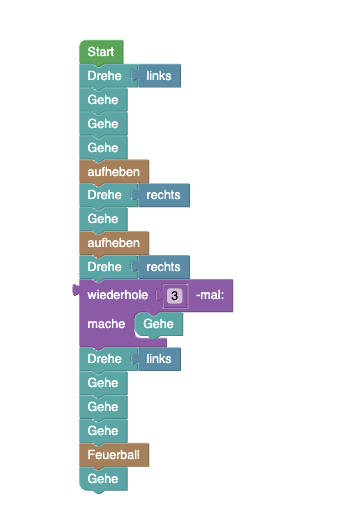 Start
Drehe links
Gehe
Gehe
Gehe
aufheben
Drehe rechts
Gehe
aufheben
Drehe rechts
wiederhole 3 -mal:
mache Gehe
Drehe links
Gehe
Gehe
Gehe
Feuerball
Gehe